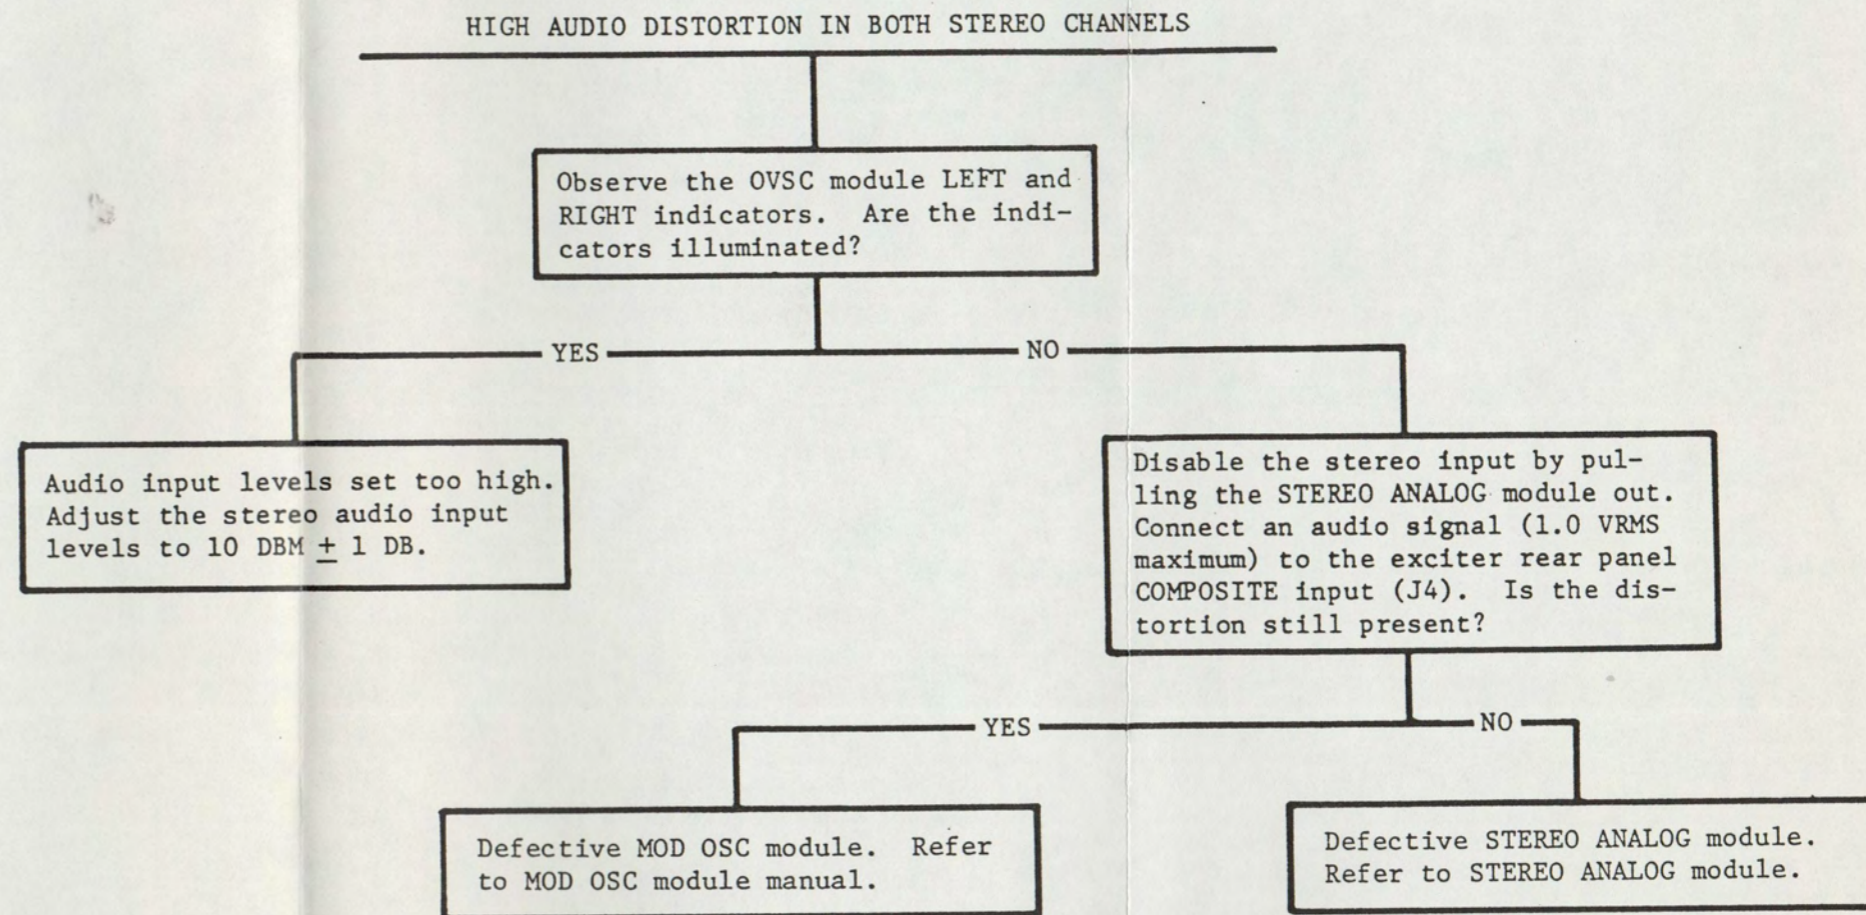 HIGH AUDIO DISTORTION IN BOTH STEREO CHANNELS
Observe the OVSC module LEFT and
RIGHT indicators. Are the indi-
cators illuminated?
YES
NO
Audio input levels set too high.
Adjust the stereo audio input
levels to 10 DBM ± 1 DB.
Disable the stereo input by pul-
ling the STEREO ANALOG module out.
Connect an audio signal (1.0 VRMS
maximum) to the exciter rear panel
COMPOSITE input (J4). Is the dis-
tortion still present?
YES
NO
Defective MOD OSC module. Refer
to MOD OSC module manual.
Defective STEREO ANALOG module.
Refer to STEREO ANALOG module.